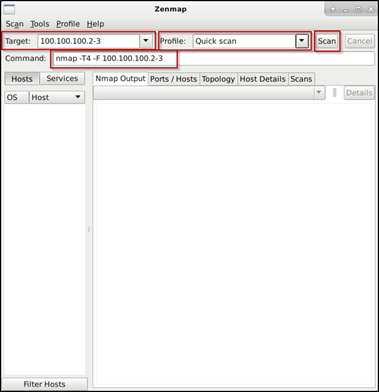 Zenmap
Scan Tools Profile Help
Target: 100.100.100.2-3 Profile: Quick scan Scan Cancel
Command: nmap -T4 -F 100.100.100.2-3
Hosts Services Nmap Output Ports / Hosts Topology Host Details Scans
OS Host Details
Filter Hosts